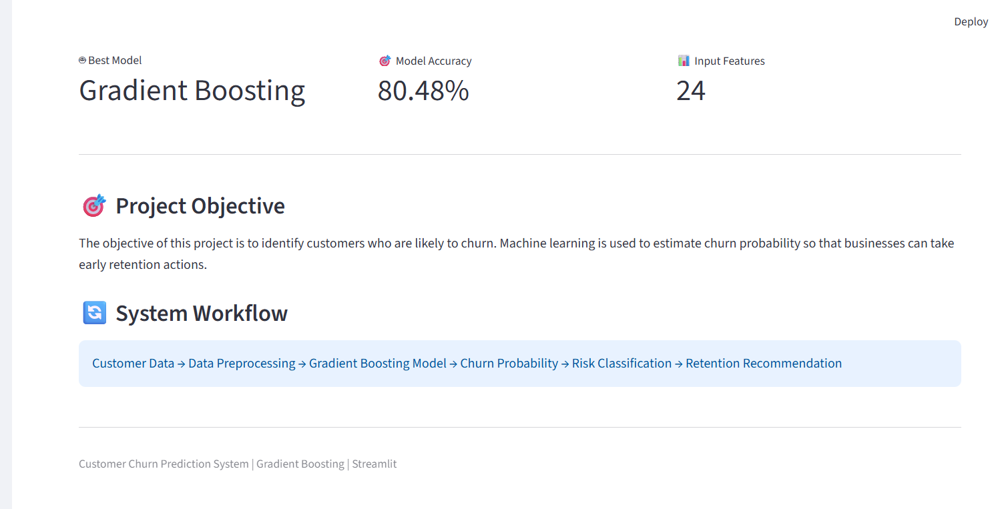 Deploy
Best Model
Gradient Boosting
Model Accuracy
80.48%
Input Features
24
Project Objective
The objective of this project is to identify customers who are likely to churn. Machine learning is used to estimate churn probability so that businesses can take
early retention actions.
System Workflow
Customer Data → Data Preprocessing → Gradient Boosting Model → Churn Probability → Risk Classification → Retention Recommendation
Customer Churn Prediction System | Gradient Boosting | Streamlit